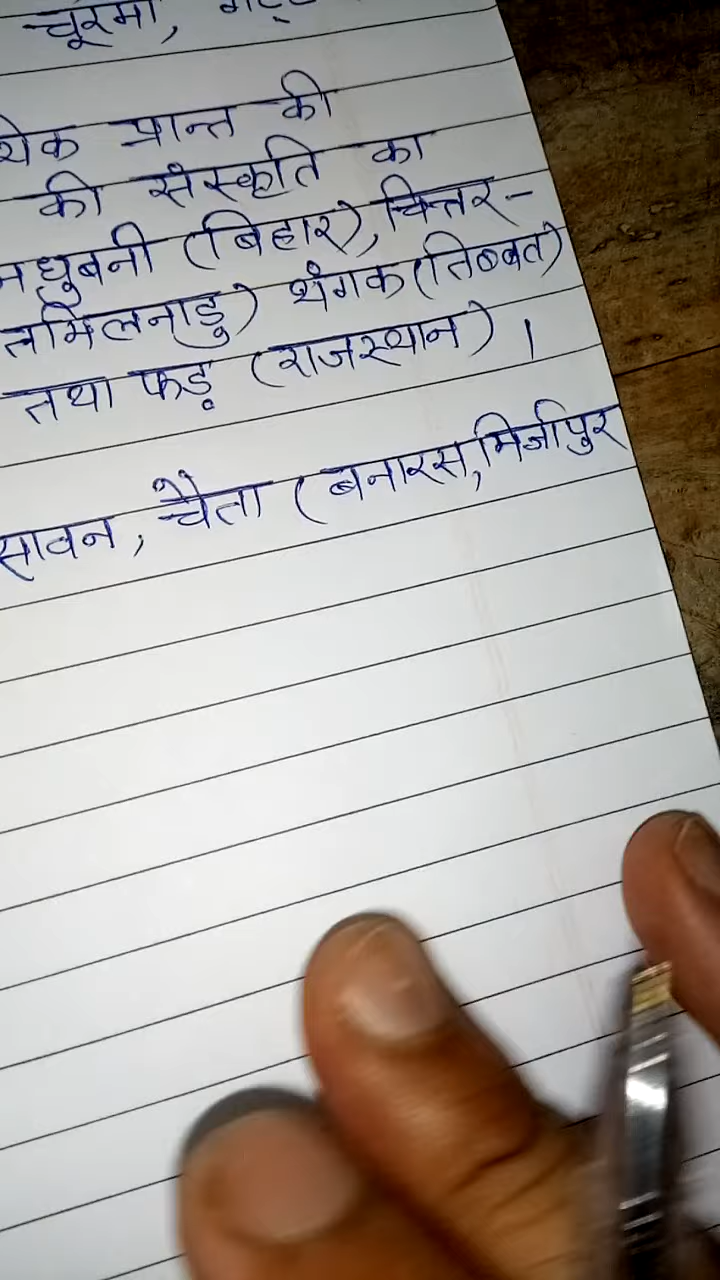 चूरमा,
प्रान्त की
की संस्कृति का
मधुबनी (बिहार), चित्तर-
तमिलनाडु) थंगक (तिब्बत)
तथा फड़ (राजस्थान) ।
सावन, चैता (बनारस, मिर्जापुर